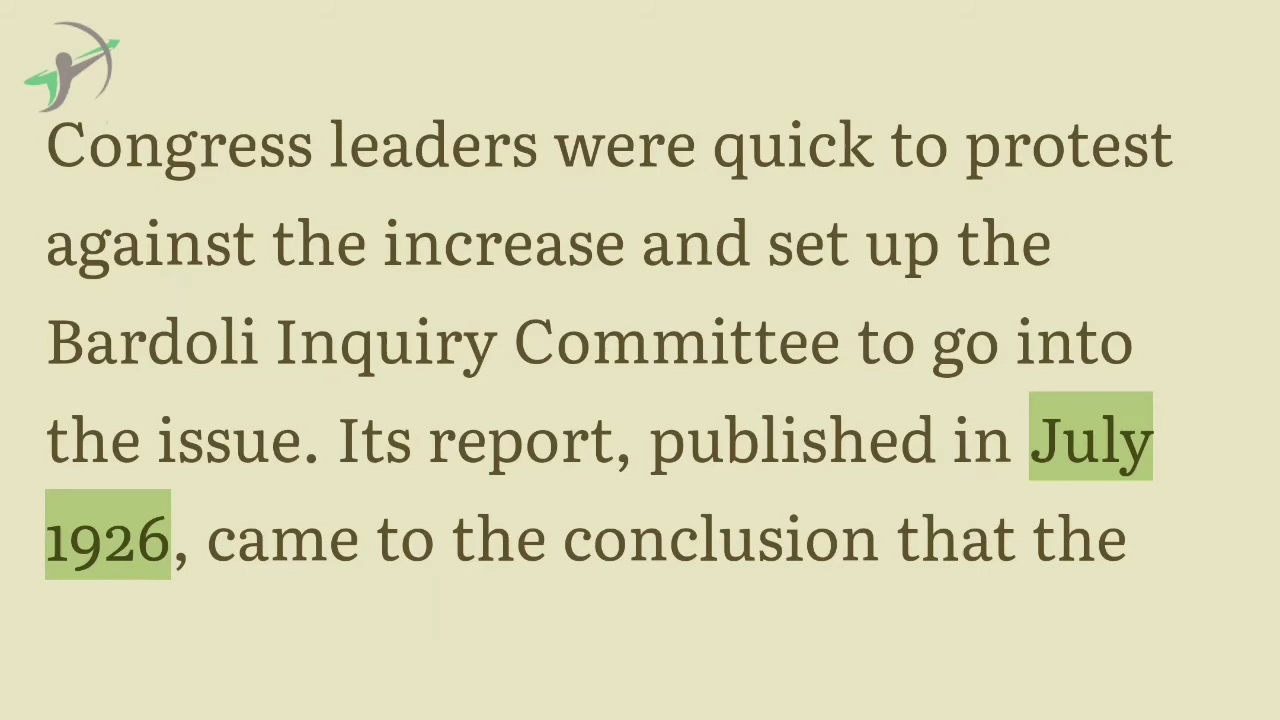 Congress leaders were quick to protest
against the increase and set up the
Bardoli Inquiry Committee to go into
the issue. Its report, published in July
1926, came to the conclusion that the